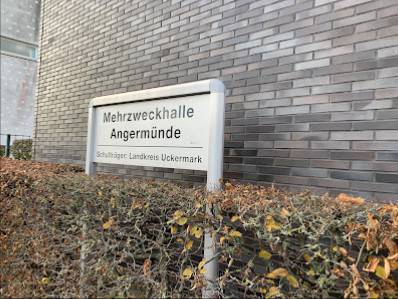 Mehrzweckhalle
Angermünde
Schulträger: Landkreis Uckermark